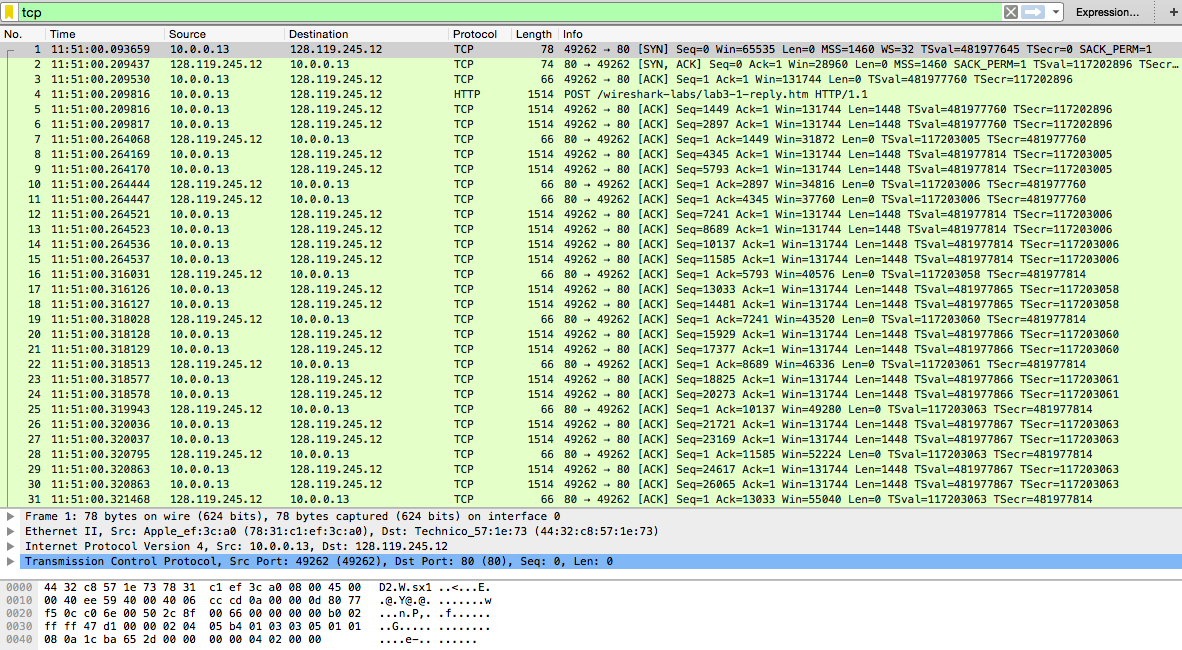 tcp Expression... +
No. Time Source Destination Protocol Length Info
1 11:51:00.093659 10.0.0.13 128.119.245.12 TCP 78 49262 → 80 [SYN] Seq=0 Win=65535 Len=0 MSS=1460 WS=32 TSval=481977645 TSecr=0 SACK_PERM=1
2 11:51:00.209437 128.119.245.12 10.0.0.13 TCP 74 80 → 49262 [SYN, ACK] Seq=0 Ack=1 Win=28960 Len=0 MSS=1460 SACK_PERM=1 TSval=117202896 TSecr…
3 11:51:00.209530 10.0.0.13 128.119.245.12 TCP 66 49262 → 80 [ACK] Seq=1 Ack=1 Win=131744 Len=0 TSval=481977760 TSecr=117202896
4 11:51:00.209816 10.0.0.13 128.119.245.12 HTTP 1514 POST /wireshark-labs/lab3-1-reply.htm HTTP/1.1
5 11:51:00.209816 10.0.0.13 128.119.245.12 TCP 1514 49262 → 80 [ACK] Seq=1449 Ack=1 Win=131744 Len=1448 TSval=481977760 TSecr=117202896
6 11:51:00.209817 10.0.0.13 128.119.245.12 TCP 1514 49262 → 80 [ACK] Seq=2897 Ack=1 Win=131744 Len=1448 TSval=481977760 TSecr=117202896
7 11:51:00.264068 128.119.245.12 10.0.0.13 TCP 66 80 → 49262 [ACK] Seq=1 Ack=1449 Win=31872 Len=0 TSval=117203005 TSecr=481977760
8 11:51:00.264169 10.0.0.13 128.119.245.12 TCP 1514 49262 → 80 [ACK] Seq=4345 Ack=1 Win=131744 Len=1448 TSval=481977814 TSecr=117203005
9 11:51:00.264170 10.0.0.13 128.119.245.12 TCP 1514 49262 → 80 [ACK] Seq=5793 Ack=1 Win=131744 Len=1448 TSval=481977814 TSecr=117203005
10 11:51:00.264444 128.119.245.12 10.0.0.13 TCP 66 80 → 49262 [ACK] Seq=1 Ack=2897 Win=34816 Len=0 TSval=117203006 TSecr=481977760
11 11:51:00.264447 128.119.245.12 10.0.0.13 TCP 66 80 → 49262 [ACK] Seq=1 Ack=4345 Win=37760 Len=0 TSval=117203006 TSecr=481977760
12 11:51:00.264521 10.0.0.13 128.119.245.12 TCP 1514 49262 → 80 [ACK] Seq=7241 Ack=1 Win=131744 Len=1448 TSval=481977814 TSecr=117203006
13 11:51:00.264523 10.0.0.13 128.119.245.12 TCP 1514 49262 → 80 [ACK] Seq=8689 Ack=1 Win=131744 Len=1448 TSval=481977814 TSecr=117203006
14 11:51:00.264536 10.0.0.13 128.119.245.12 TCP 1514 49262 → 80 [ACK] Seq=10137 Ack=1 Win=131744 Len=1448 TSval=481977814 TSecr=117203006
15 11:51:00.264537 10.0.0.13 128.119.245.12 TCP 1514 49262 → 80 [ACK] Seq=11585 Ack=1 Win=131744 Len=1448 TSval=481977814 TSecr=117203006
16 11:51:00.316031 128.119.245.12 10.0.0.13 TCP 66 80 → 49262 [ACK] Seq=1 Ack=5793 Win=40576 Len=0 TSval=117203058 TSecr=481977814
17 11:51:00.316126 10.0.0.13 128.119.245.12 TCP 1514 49262 → 80 [ACK] Seq=13033 Ack=1 Win=131744 Len=1448 TSval=481977865 TSecr=117203058
18 11:51:00.316127 10.0.0.13 128.119.245.12 TCP 1514 49262 → 80 [ACK] Seq=14481 Ack=1 Win=131744 Len=1448 TSval=481977865 TSecr=117203058
19 11:51:00.318028 128.119.245.12 10.0.0.13 TCP 66 80 → 49262 [ACK] Seq=1 Ack=7241 Win=43520 Len=0 TSval=117203060 TSecr=481977814
20 11:51:00.318128 10.0.0.13 128.119.245.12 TCP 1514 49262 → 80 [ACK] Seq=15929 Ack=1 Win=131744 Len=1448 TSval=481977866 TSecr=117203060
21 11:51:00.318129 10.0.0.13 128.119.245.12 TCP 1514 49262 → 80 [ACK] Seq=17377 Ack=1 Win=131744 Len=1448 TSval=481977866 TSecr=117203060
22 11:51:00.318513 128.119.245.12 10.0.0.13 TCP 66 80 → 49262 [ACK] Seq=1 Ack=8689 Win=46336 Len=0 TSval=117203061 TSecr=481977814
23 11:51:00.318577 10.0.0.13 128.119.245.12 TCP 1514 49262 → 80 [ACK] Seq=18825 Ack=1 Win=131744 Len=1448 TSval=481977866 TSecr=117203061
24 11:51:00.318578 10.0.0.13 128.119.245.12 TCP 1514 49262 → 80 [ACK] Seq=20273 Ack=1 Win=131744 Len=1448 TSval=481977866 TSecr=117203061
25 11:51:00.319943 128.119.245.12 10.0.0.13 TCP 66 80 → 49262 [ACK] Seq=1 Ack=10137 Win=49280 Len=0 TSval=117203063 TSecr=481977814
26 11:51:00.320036 10.0.0.13 128.119.245.12 TCP 1514 49262 → 80 [ACK] Seq=21721 Ack=1 Win=131744 Len=1448 TSval=481977867 TSecr=117203063
27 11:51:00.320037 10.0.0.13 128.119.245.12 TCP 1514 49262 → 80 [ACK] Seq=23169 Ack=1 Win=131744 Len=1448 TSval=481977867 TSecr=117203063
28 11:51:00.320795 128.119.245.12 10.0.0.13 TCP 66 80 → 49262 [ACK] Seq=1 Ack=11585 Win=52224 Len=0 TSval=117203063 TSecr=481977814
29 11:51:00.320863 10.0.0.13 128.119.245.12 TCP 1514 49262 → 80 [ACK] Seq=24617 Ack=1 Win=131744 Len=1448 TSval=481977867 TSecr=117203063
30 11:51:00.320863 10.0.0.13 128.119.245.12 TCP 1514 49262 → 80 [ACK] Seq=26065 Ack=1 Win=131744 Len=1448 TSval=481977867 TSecr=117203063
31 11:51:00.321468 128.119.245.12 10.0.0.13 TCP 66 80 → 49262 [ACK] Seq=1 Ack=13033 Win=55040 Len=0 TSval=117203063 TSecr=481977814
Frame 1: 78 bytes on wire (624 bits), 78 bytes captured (624 bits) on interface 0
Ethernet II, Src: Apple_ef:3c:a0 (78:31:c1:ef:3c:a0), Dst: Technico_57:1e:73 (44:32:c8:57:1e:73)
Internet Protocol Version 4, Src: 10.0.0.13, Dst: 128.119.245.12
Transmission Control Protocol, Src Port: 49262 (49262), Dst Port: 80 (80), Seq: 0, Len: 0
0000 44 32 c8 57 1e 73 78 31 c1 ef 3c a0 08 00 45 00 D2.W.sx1 ..<...E.
0010 00 40 ee 59 40 00 40 06 cc cd 0a 00 00 0d 80 77 .@.Y@.@. .......w
0020 f5 0c c0 6e 00 50 2c 8f 00 66 00 00 00 00 b0 02 ...n.P,. .f......
0030 ff ff 47 d1 00 00 02 04 05 b4 01 03 03 05 01 01 ..G..... ........
0040 08 0a 1c ba 65 2d 00 00 00 00 04 02 00 00 ....e-.. ......